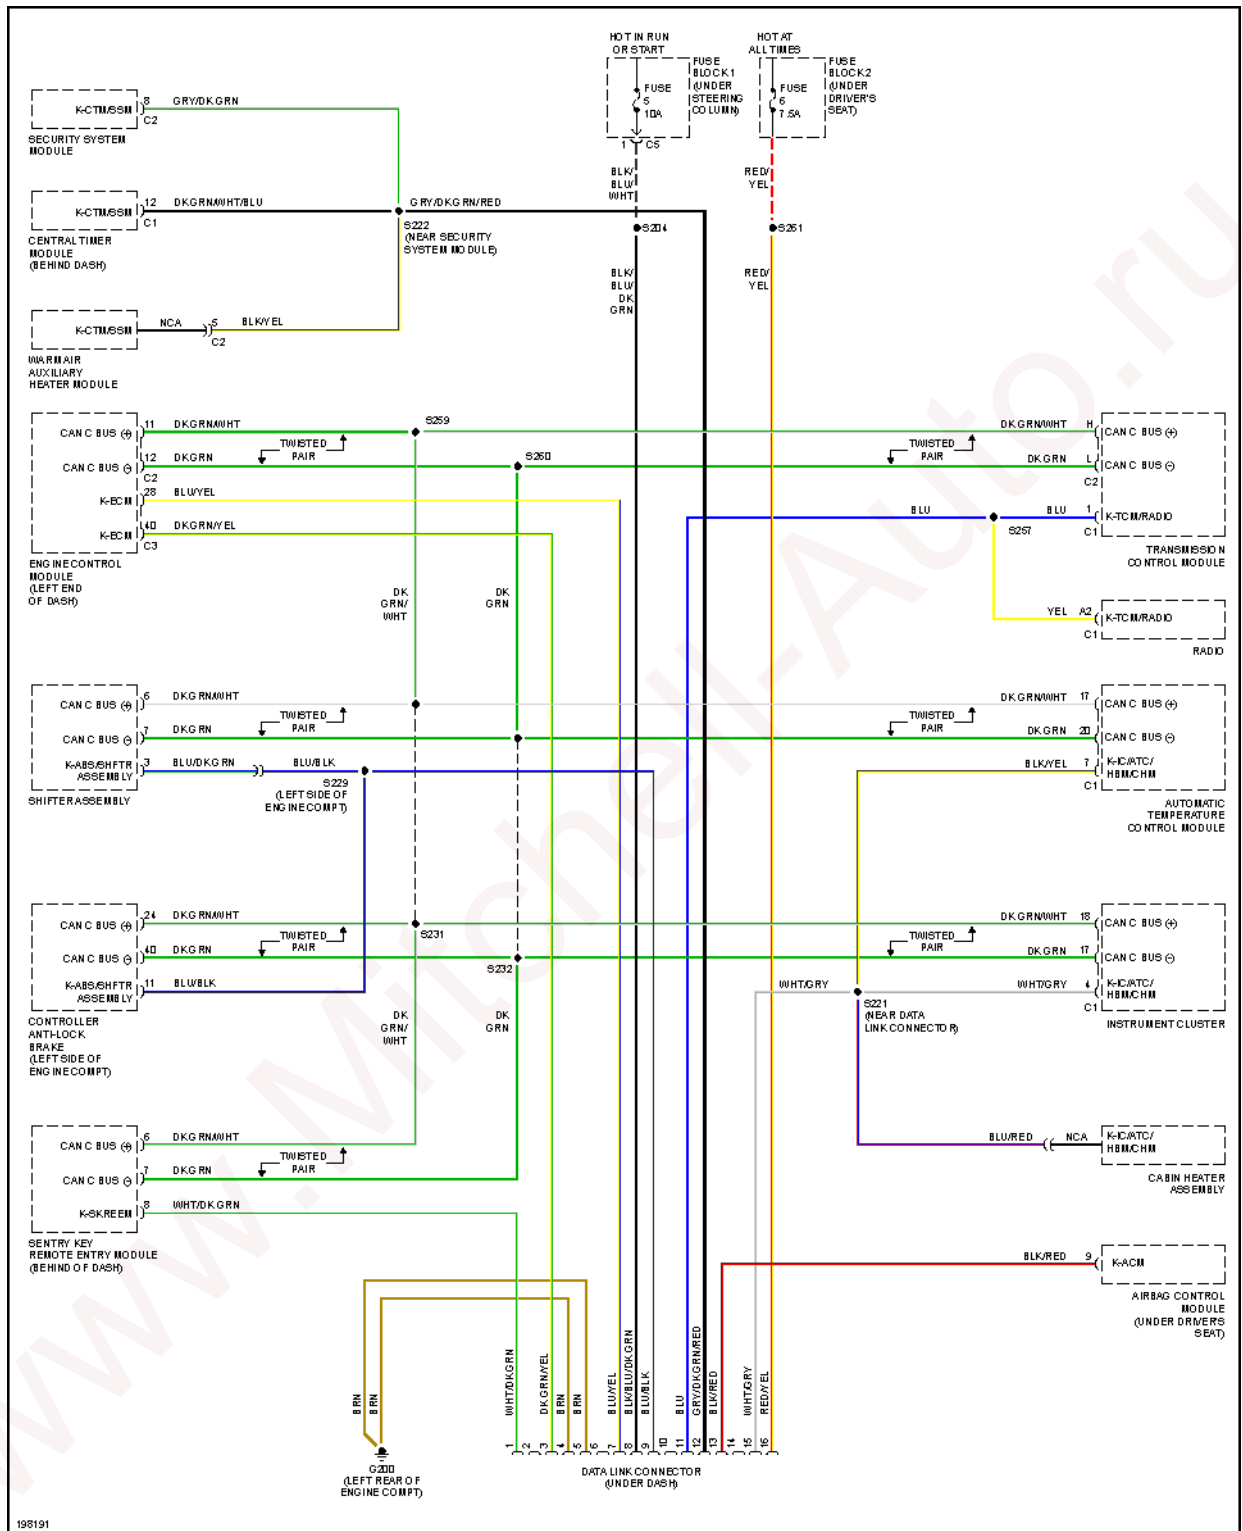 HOT IN RUN
OR START
HOT AT
ALL TIMES
FUSE
BLOCK 1
(UNDER
STEERING
COLUMN)
FUSE
5
10A
1 C5
FUSE
BLOCK 2
(UNDER
DRIVER'S
SEAT)
FUSE
6
7.5A
K-CTM/SSM
8 GRY/DK GRN
C2
SECURITY SYSTEM
MODULE
BLK/
BLU/
WHT
RED/
YEL
K-CTM/SSM
12 DK GRN/WHT/BLU
C1
GRY/DK GRN/RED
CENTRAL TIMER
MODULE
(BEHIND DASH)
S222
(NEAR SECURITY
SYSTEM MODULE)
S204
S261
BLK/
BLU/
DK
GRN
RED/
YEL
K-CTM/SSM
NCA 5 BLK/YEL
C2
WARM AIR
AUXILIARY
HEATER MODULE
CAN C BUS (+) 11 DK GRN/WHT
S259
TWISTED
PAIR
CAN C BUS (-) 12 DK GRN
C2
S260
K-ECM 28 BLU/YEL
K-ECM 40 DK GRN/YEL
C3
ENGINE CONTROL
MODULE
(LEFT END
OF DASH)
DK GRN/WHT H CAN C BUS (+)
TWISTED
PAIR
DK GRN L CAN C BUS (-)
C2
BLU BLU 1 K-TCM/RADIO
S257
C1
TRANSMISSION
CONTROL MODULE
DK
GRN/
WHT
DK
GRN
YEL A2 K-TCM/RADIO
C1
RADIO
CAN C BUS (+) 6 DK GRN/WHT
TWISTED
PAIR
CAN C BUS (-) 7 DK GRN
K-ABS/SHFTR
ASSEMBLY
3 BLU/DK GRN BLU/BLK
SHIFTER ASSEMBLY
S229
(LEFT SIDE OF
ENGINE COMPT)
DK GRN/WHT 17 CAN C BUS (+)
TWISTED
PAIR
DK GRN 20 CAN C BUS (-)
BLK/YEL 7 K-IC/ATC/
HBM/CHM
C1
AUTOMATIC
TEMPERATURE
CONTROL MODULE
CAN C BUS (+) 24 DK GRN/WHT
S231
TWISTED
PAIR
CAN C BUS (-) 40 DK GRN
S232
K-ABS/SHFTR
ASSEMBLY
11 BLU/BLK
CONTROLLER
ANTI-LOCK
BRAKE
(LEFT SIDE OF
ENGINE COMPT)
DK GRN/WHT 18 CAN C BUS (+)
TWISTED
PAIR
DK GRN 17 CAN C BUS (-)
WHT/GRY WHT/GRY 4 K-IC/ATC/
HBM/CHM
C1
S221
(NEAR DATA
LINK CONNECTOR)
INSTRUMENT CLUSTER
DK
GRN/
WHT
DK
GRN
CAN C BUS (+) 6 DK GRN/WHT
TWISTED
PAIR
CAN C BUS (-) 7 DK GRN
K-SKREEM 8 WHT/DK GRN
SENTRY KEY
REMOTE ENTRY MODULE
(BEHIND OF DASH)
BLU/RED NCA K-IC/ATC/
HBM/CHM
CABIN HEATER
ASSEMBLY
BLK/RED 9 K-ACM
AIRBAG CONTROL
MODULE
(UNDER DRIVERS
SEAT)
BRN
BRN
G200
(LEFT REAR OF
ENGINE COMPT)
1 WHT/DK GRN
2
3 DK GRN/YEL
4 BRN
5 BRN
6
7 BLU/YEL
8 BLK/BLU/DK GRN
9 BLU/BLK
10
11 BLU
12 GRY/DK GRN/RED
13 BLK/RED
14
15 WHT/GRY
16 RED/YEL
DATA LINK CONNECTOR
(UNDER DASH)
198191
www.Mitchell-Auto.ru